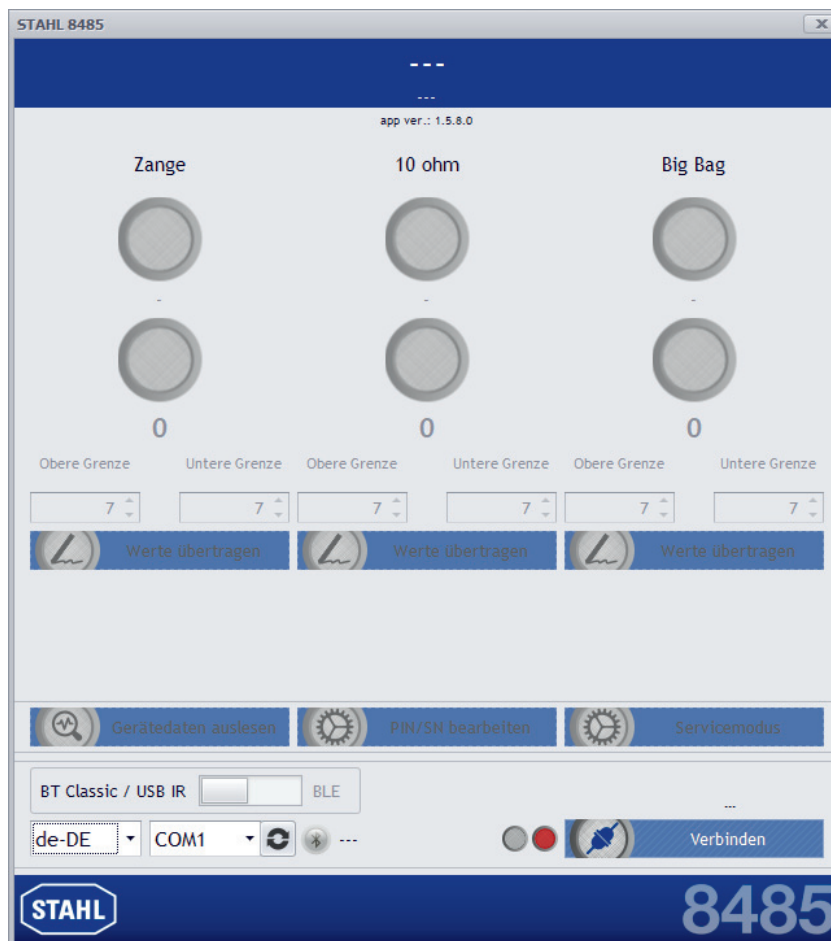 STAHL 8485
---
---
app ver.: 1.5.8.0
Zange 10 ohm Big Bag
- - -
0 0 0
Obere Grenze Untere Grenze Obere Grenze Untere Grenze Obere Grenze Untere Grenze
7 7 7 7 7 7
Werte übertragen Werte übertragen Werte übertragen
Gerätedaten auslesen PIN/SN bearbeiten Servicemodus
BT Classic / USB IR BLE
---
de-DE COM1 --- Verbinden
STAHL 8485